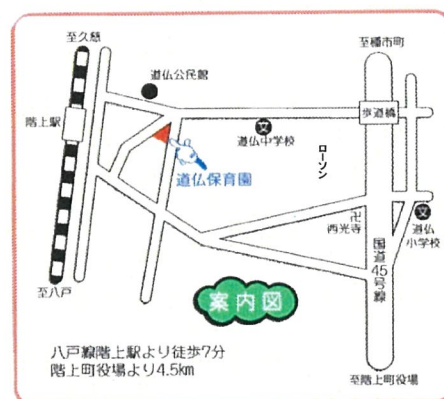 至久慈
至種市町
道仏公民館
階上駅
歩道橋
文
道仏中学校
ローソン
道仏保育園
卍
西光寺
文
道仏
小学校
国道45号線
至八戸
案内図
八戸線階上駅より徒歩7分
階上町役場より4.5km
至階上町役場